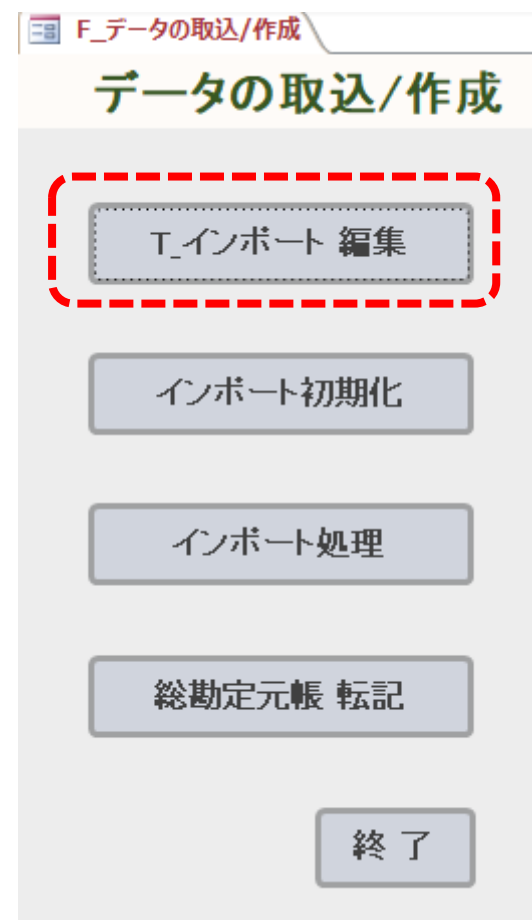 F_データの取込/作成
データの取込/作成
T_インポート 編集
インポート初期化
インポート処理
総勘定元帳 転記
終 了